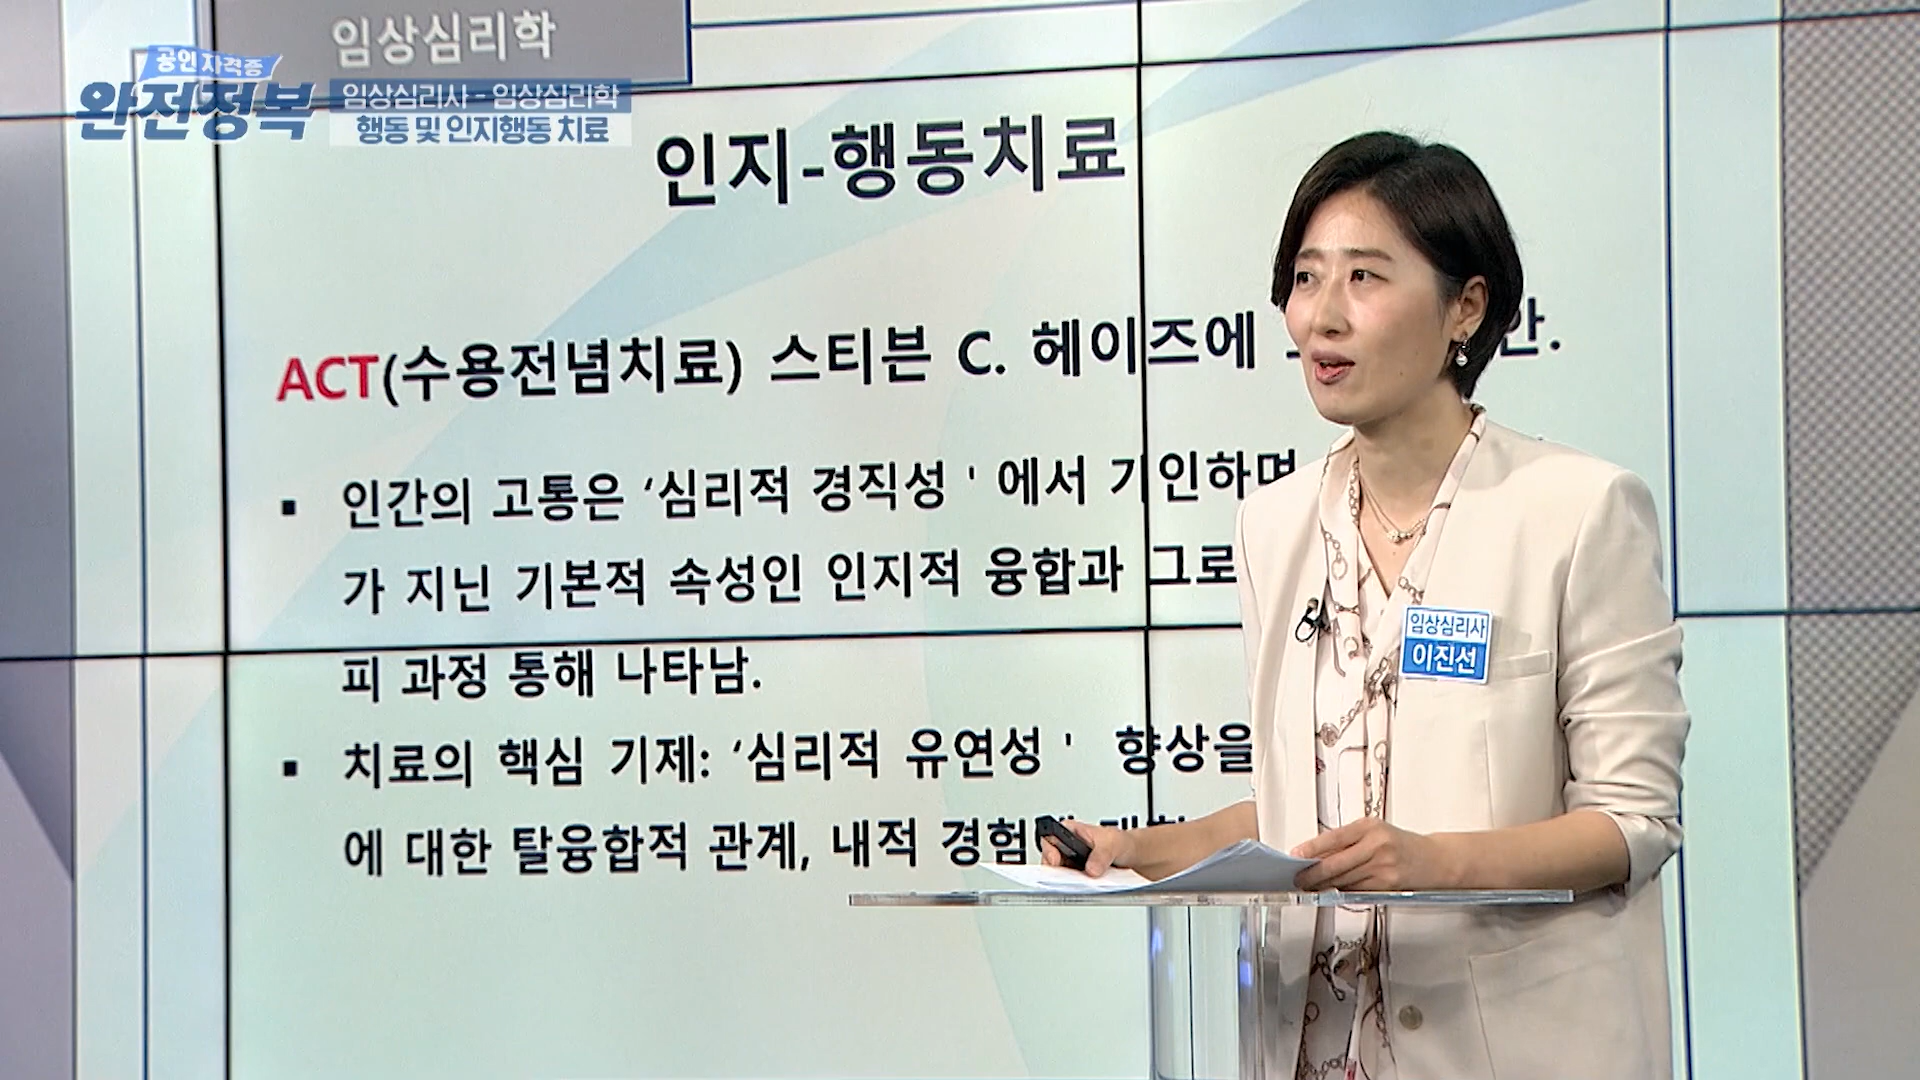 임상심리학
공인 자격증
완전정복
임상심리사 - 임상심리학
행동 및 인지행동 치료
인지-행동치료
ACT(수용전념치료) 스티븐 C. 헤이즈에
▪ 인간의 고통은 ‘심리적 경직성 ' 에서 기인하며
가 지닌 기본적 속성인 인지적 융합과 그로
피 과정 통해 나타남.
▪ 치료의 핵심 기제: ‘심리적 유연성 ' 향상을
에 대한 탈융합적 관계, 내적 경험에
임상심리사
이진선